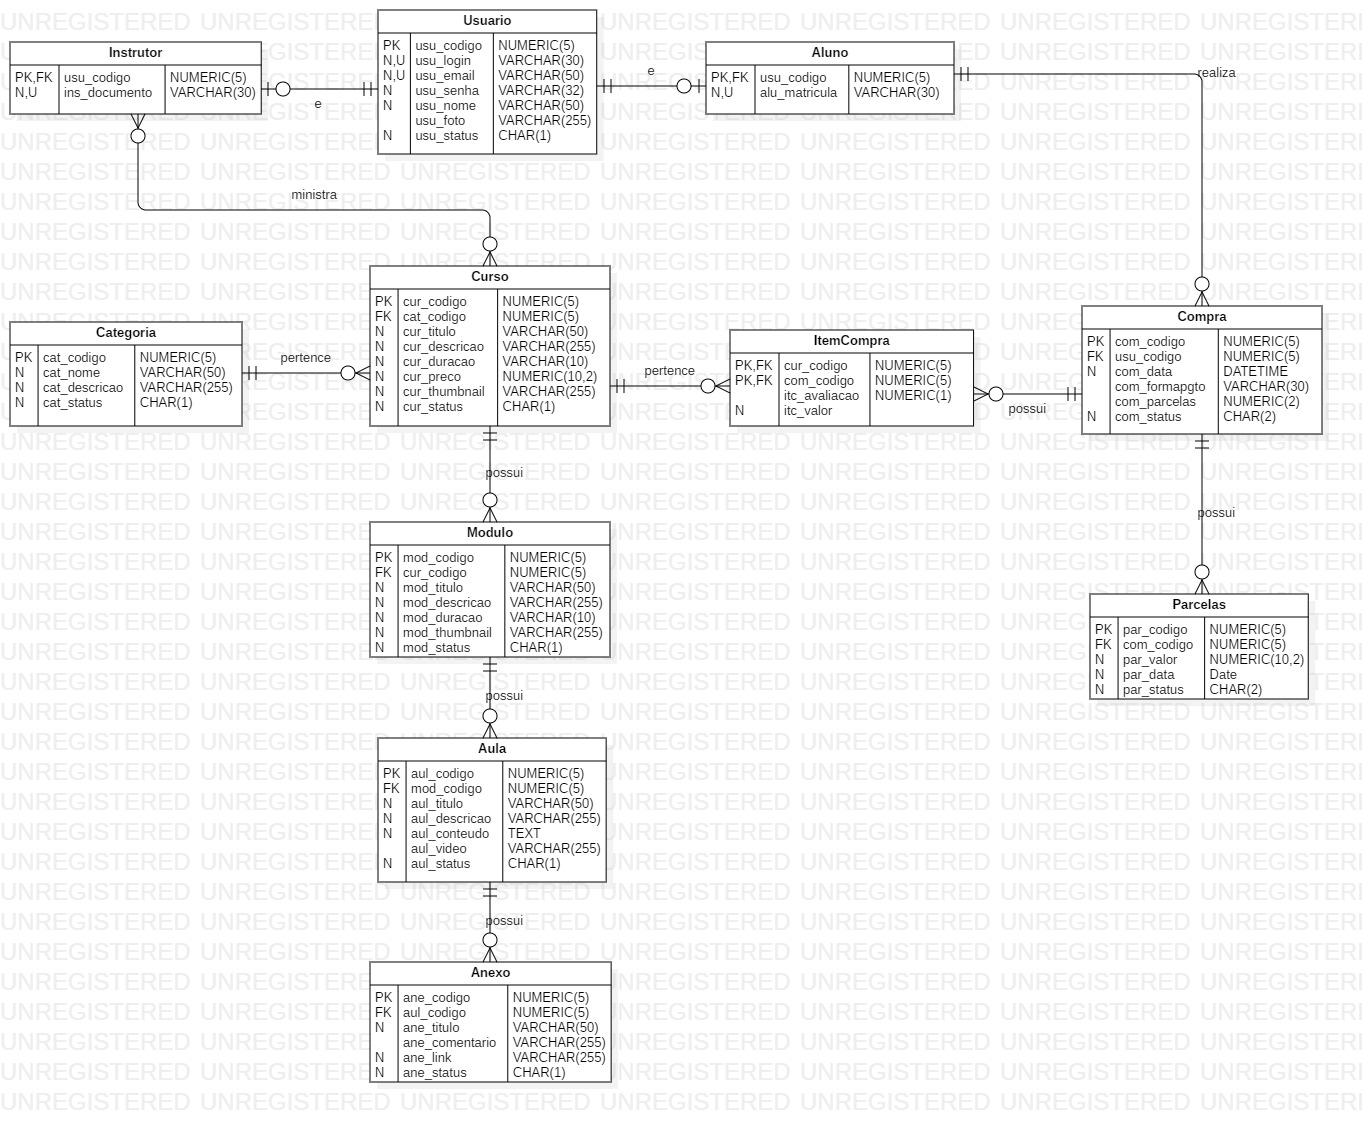 Instrutor
PK,FK usu_codigo NUMERIC(5)
N,U ins_documento VARCHAR(30)
e
Usuario
PK usu_codigo NUMERIC(5)
N,U usu_login VARCHAR(30)
N,U usu_email VARCHAR(50)
N usu_senha VARCHAR(32)
N usu_nome VARCHAR(50)
usu_foto VARCHAR(255)
N usu_status CHAR(1)
e
Aluno
PK,FK usu_codigo NUMERIC(5)
N,U alu_matricula VARCHAR(30)
realiza
ministra
Categoria
PK cat_codigo NUMERIC(5)
N cat_nome VARCHAR(50)
N cat_descricao VARCHAR(255)
N cat_status CHAR(1)
pertence
Curso
PK cur_codigo NUMERIC(5)
FK cat_codigo NUMERIC(5)
N cur_titulo VARCHAR(50)
N cur_descricao VARCHAR(255)
N cur_duracao VARCHAR(10)
N cur_preco NUMERIC(10,2)
N cur_thumbnail VARCHAR(255)
N cur_status CHAR(1)
pertence
ItemCompra
PK,FK cur_codigo NUMERIC(5)
PK,FK com_codigo NUMERIC(5)
itc_avaliacao NUMERIC(1)
N itc_valor
possui
Compra
PK com_codigo NUMERIC(5)
FK usu_codigo NUMERIC(5)
N com_data DATETIME
com_formapgto VARCHAR(30)
com_parcelas NUMERIC(2)
N com_status CHAR(2)
possui
possui
Modulo
PK mod_codigo NUMERIC(5)
FK cur_codigo NUMERIC(5)
N mod_titulo VARCHAR(50)
N mod_descricao VARCHAR(255)
N mod_duracao VARCHAR(10)
N mod_thumbnail VARCHAR(255)
N mod_status CHAR(1)
Parcelas
PK par_codigo NUMERIC(5)
FK com_codigo NUMERIC(5)
N par_valor NUMERIC(10,2)
N par_data Date
N par_status CHAR(2)
possui
Aula
PK aul_codigo NUMERIC(5)
FK mod_codigo NUMERIC(5)
N aul_titulo VARCHAR(50)
N aul_descricao VARCHAR(255)
N aul_conteudo TEXT
aul_video VARCHAR(255)
N aul_status CHAR(1)
possui
Anexo
PK ane_codigo NUMERIC(5)
FK aul_codigo NUMERIC(5)
N ane_titulo VARCHAR(50)
ane_comentario VARCHAR(255)
N ane_link VARCHAR(255)
N ane_status CHAR(1)
UNREGISTERED